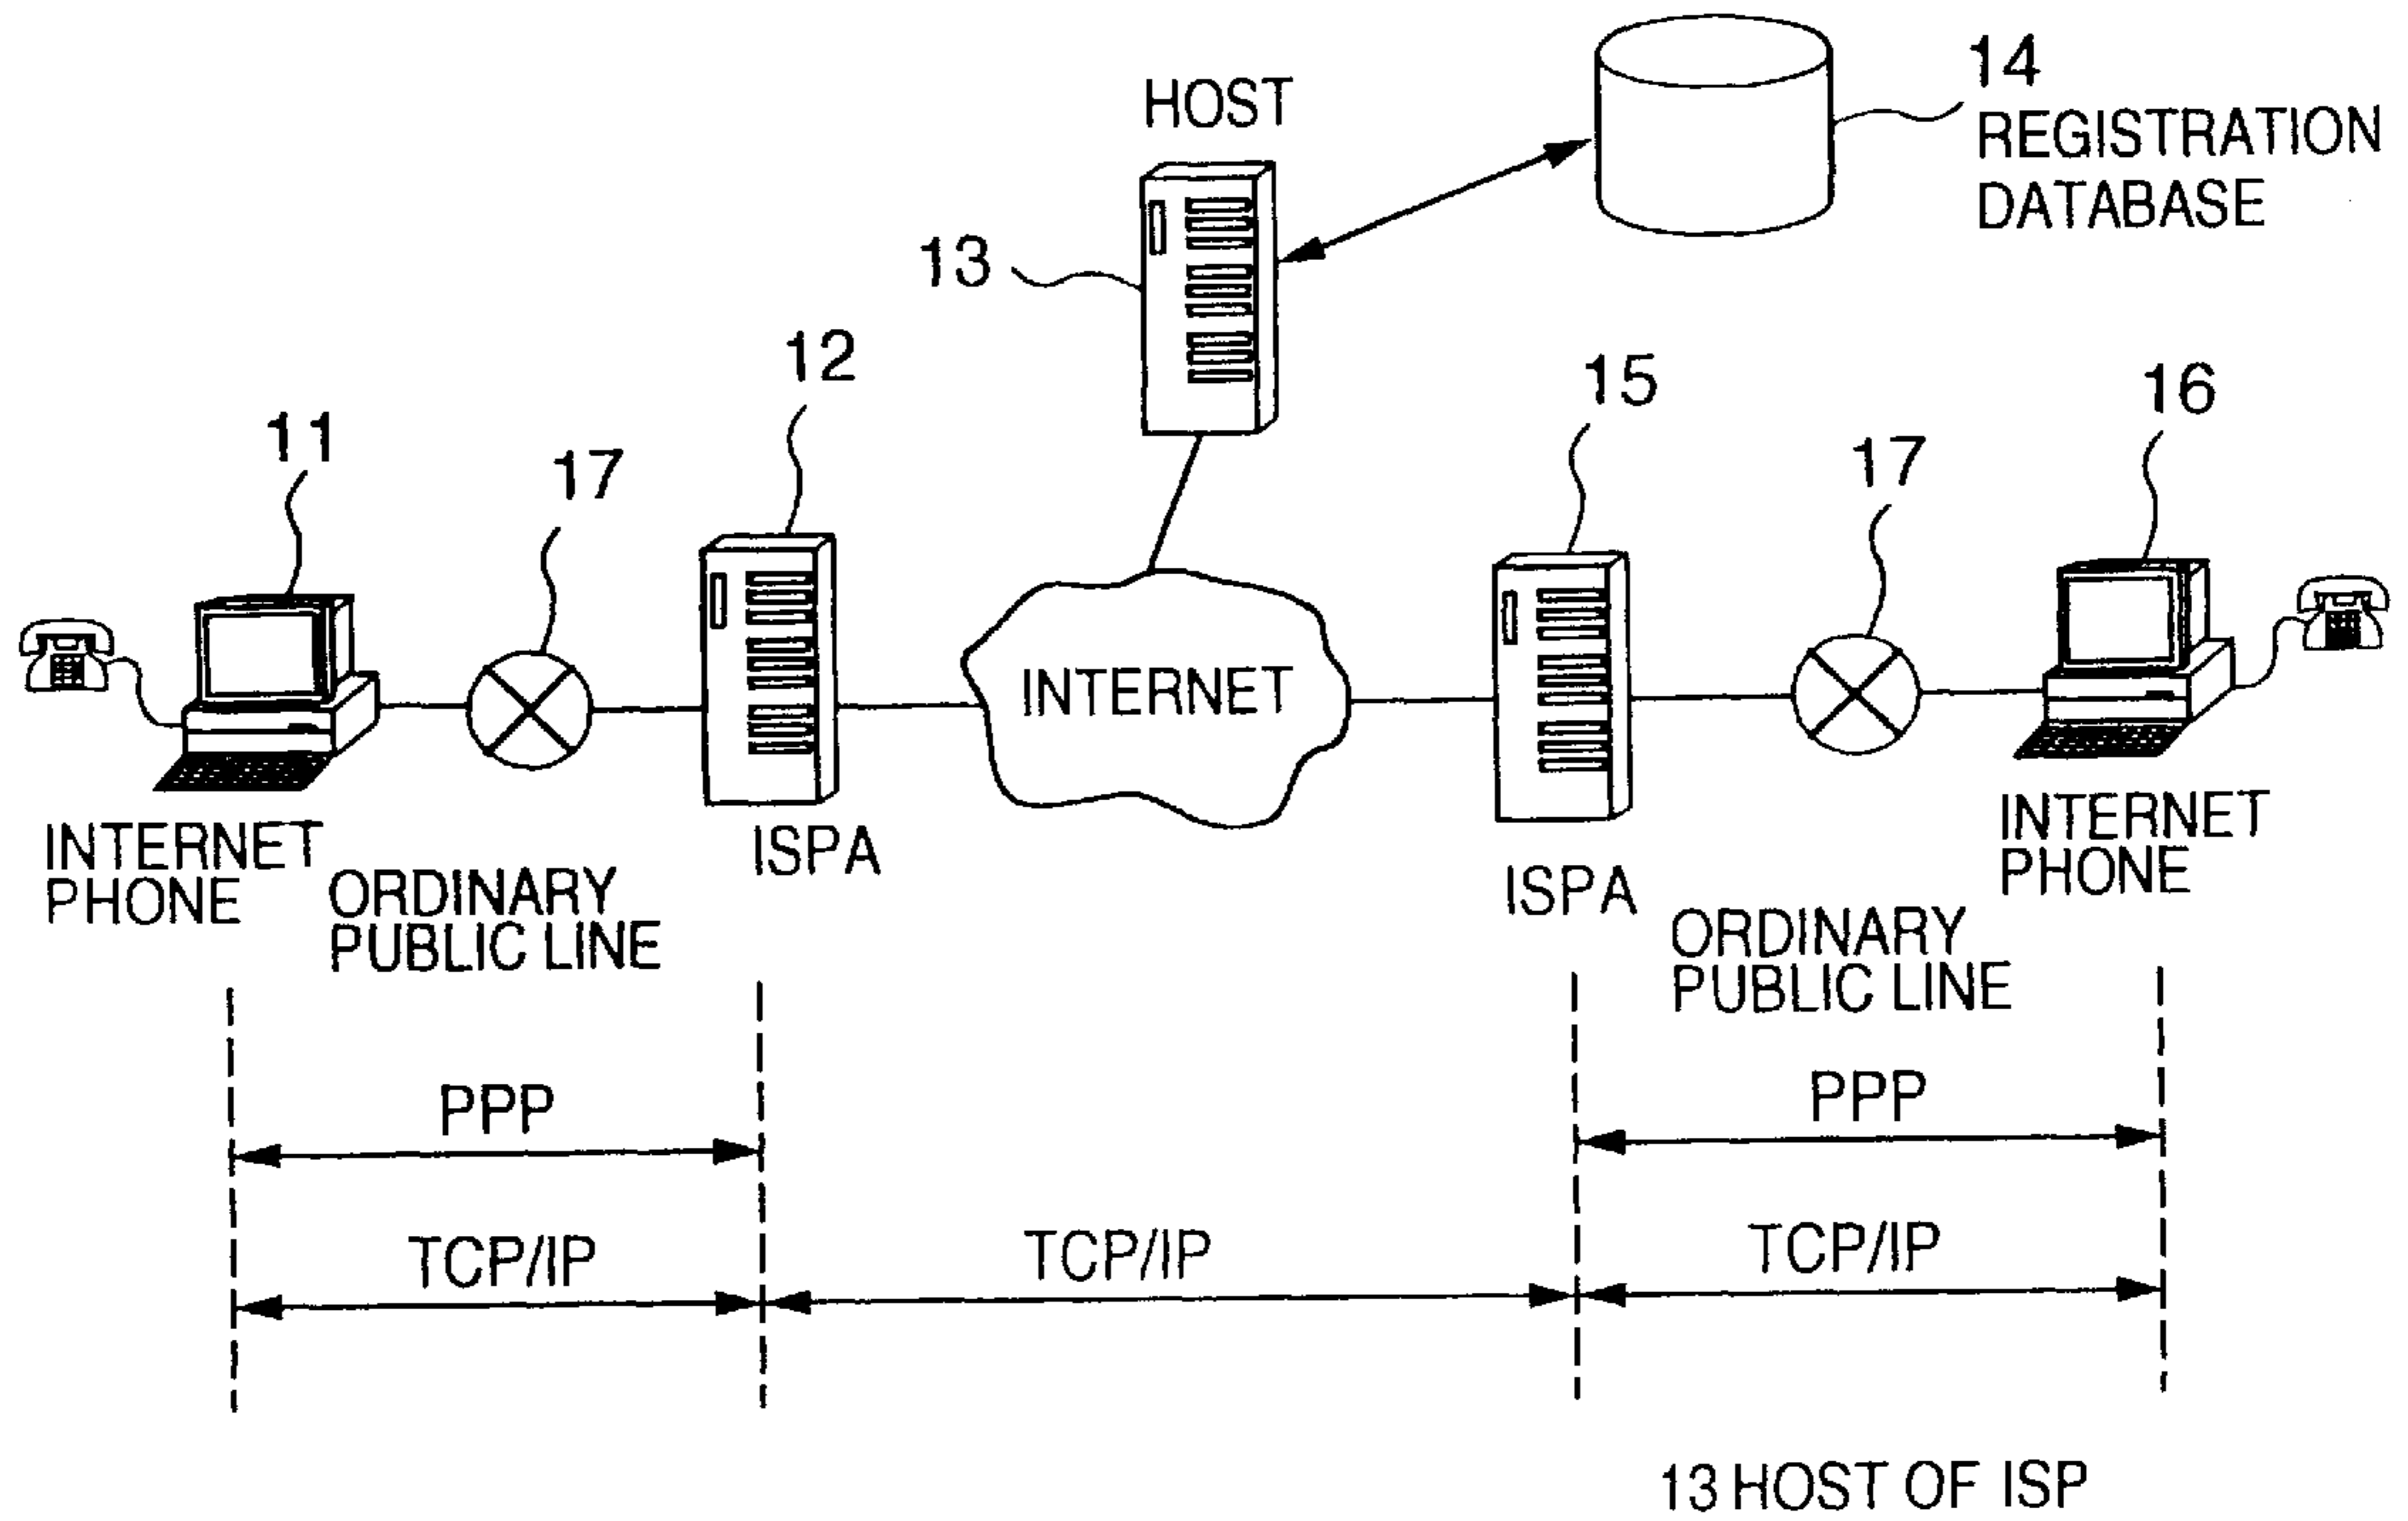 HOST
14
REGISTRATION
DATABASE
13
12
15
16
11
17
17
INTERNET
INTERNET
PHONE
ORDINARY
PUBLIC LINE
ISPA
ISPA
INTERNET
PHONE
ORDINARY
PUBLIC LINE
PPP
PPP
TCP/IP
TCP/IP
TCP/IP
13 HOST OF ISP